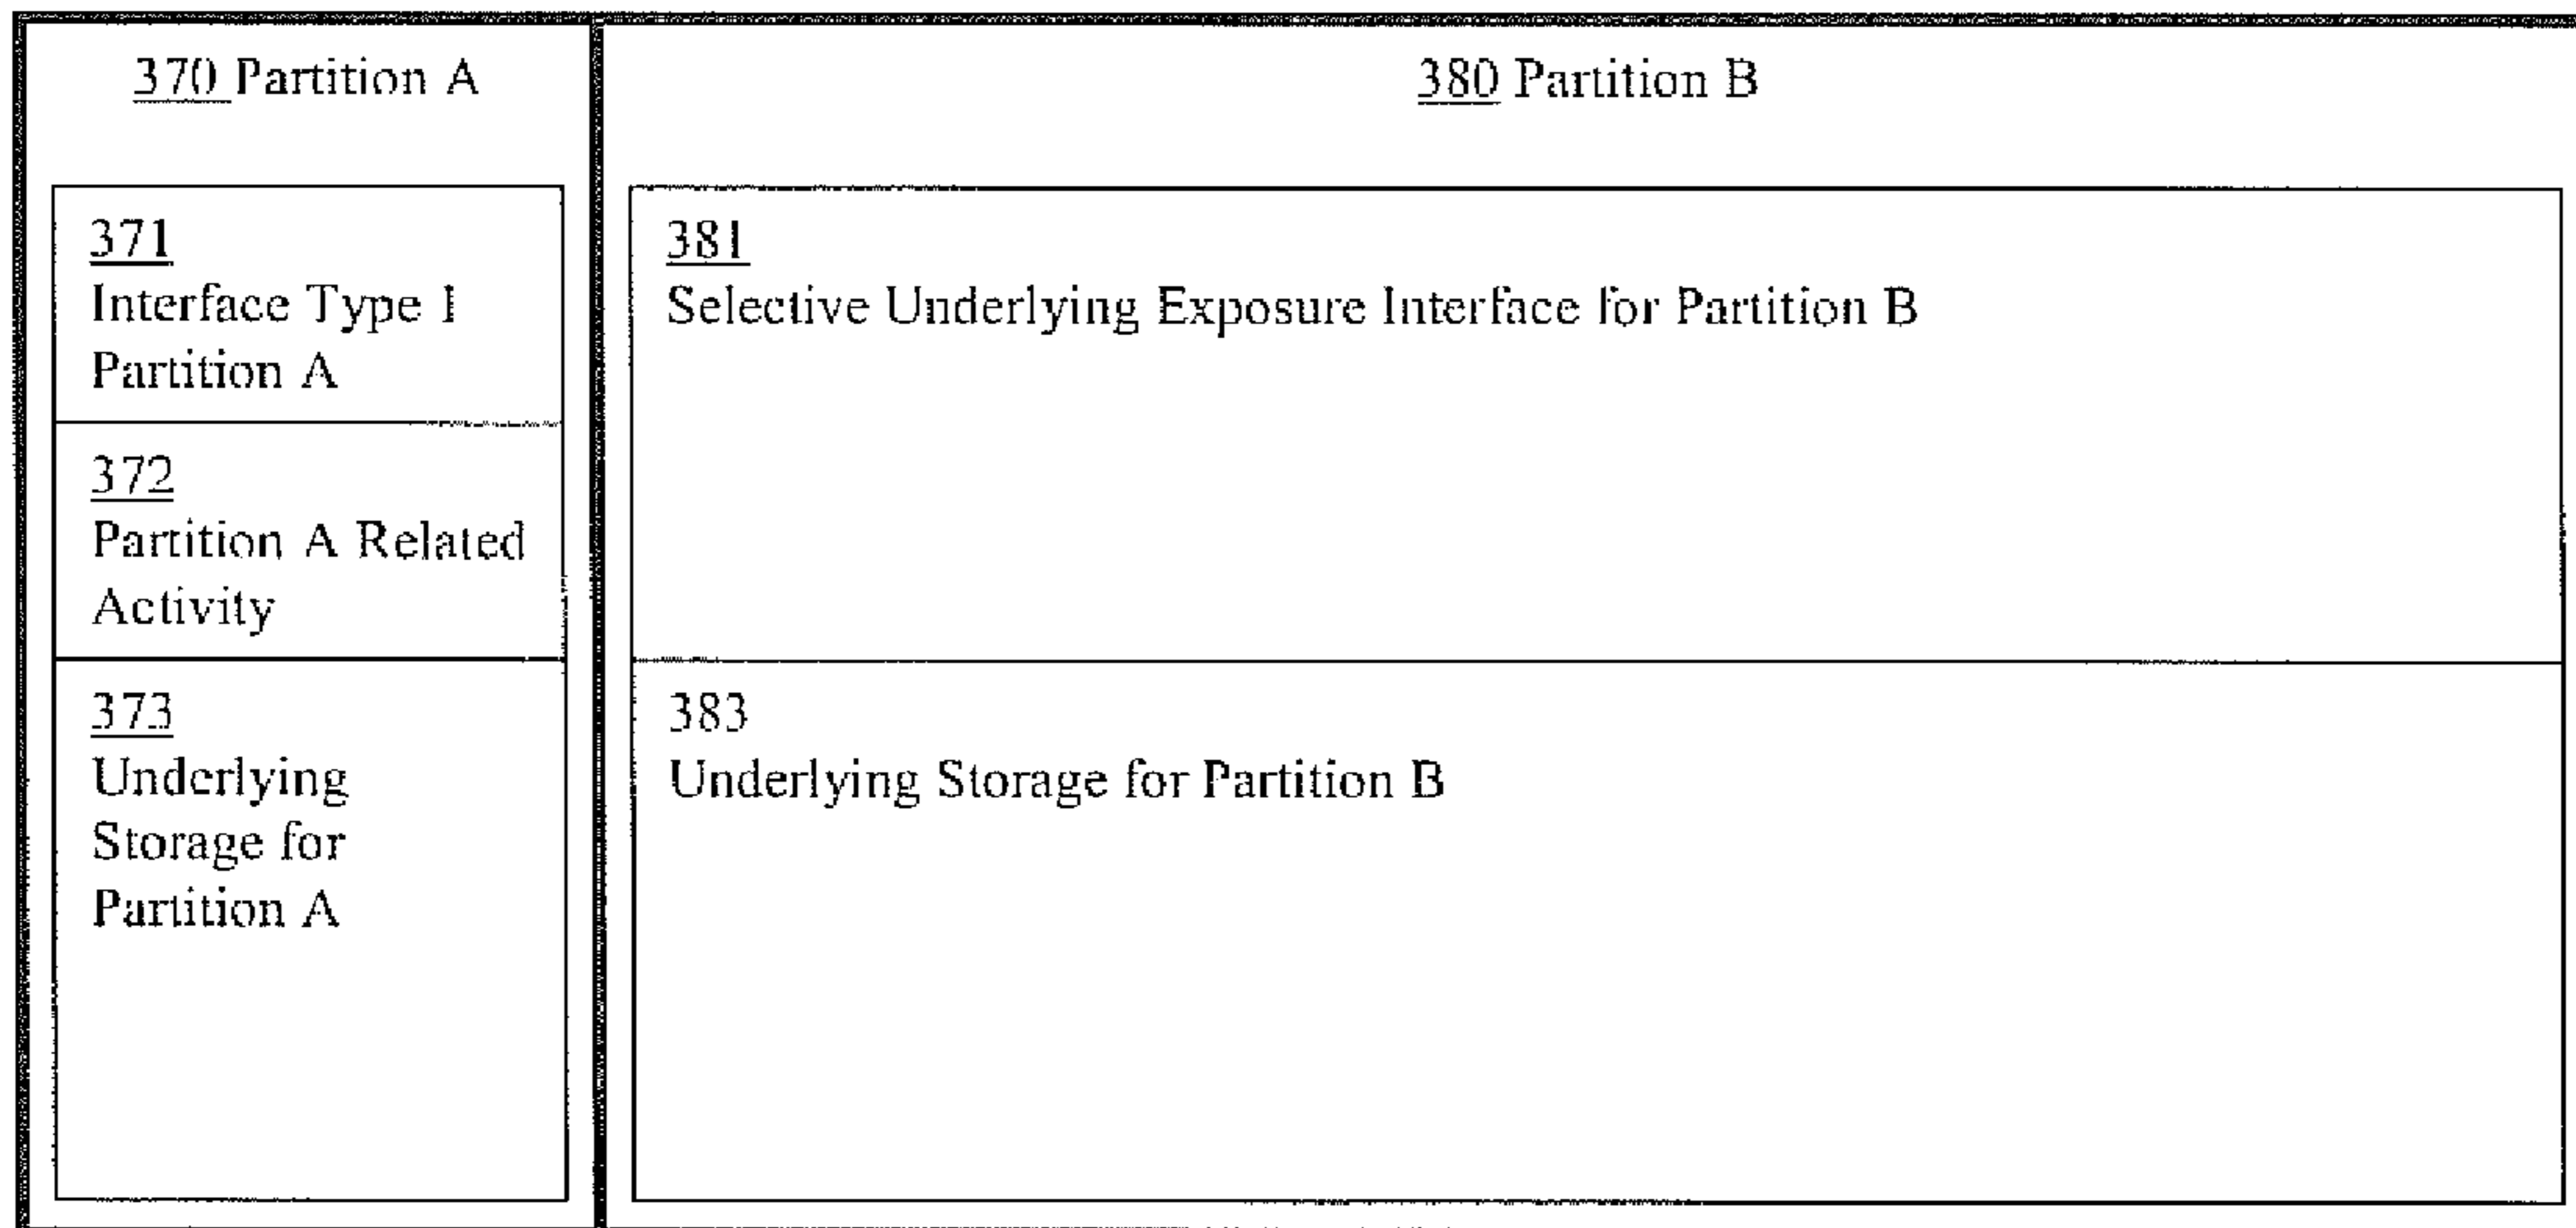 370 Partition A
371
Interface Type 1
Partition A
372
Partition A Related
Activity
373
Underlying
Storage for
Partition A
380 Partition B
381
Selective Underlying Exposure Interface for Partition B
383
Underlying Storage for Partition B